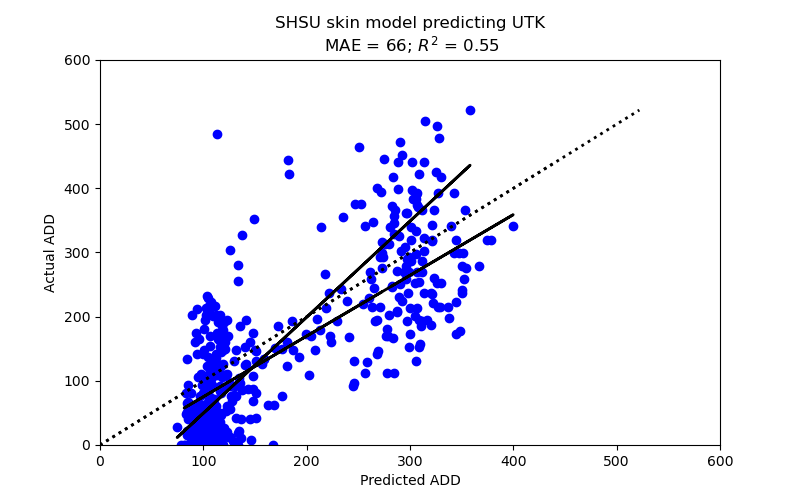 SHSU skin model predicting UTK
MAE = 66; R² = 0.55
600
500
400
300
200
100
0
Actual ADD
0 100 200 300 400 500 600
Predicted ADD